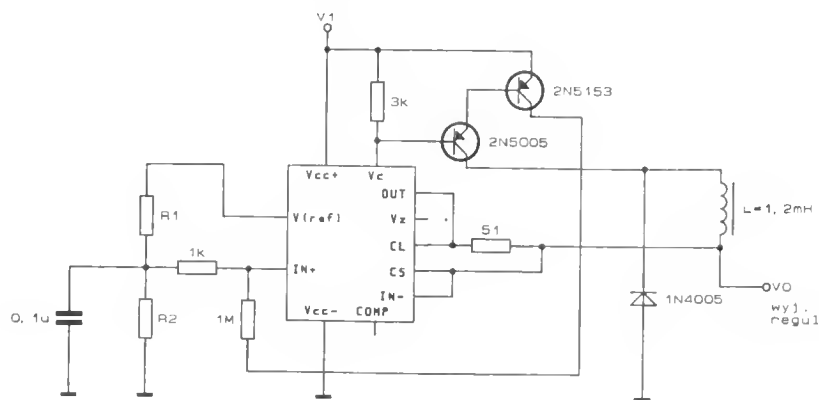 V1
3k
2N5153
2N5005
Vcc+
Vc
OUT
R1
V(ref)
Vz
L=1, 2mH
CL
51
1k
IN+
CS
IN-
0, 1u
R2
1M
Vcc-
COMP
1N4005
VO
wyj.
regul